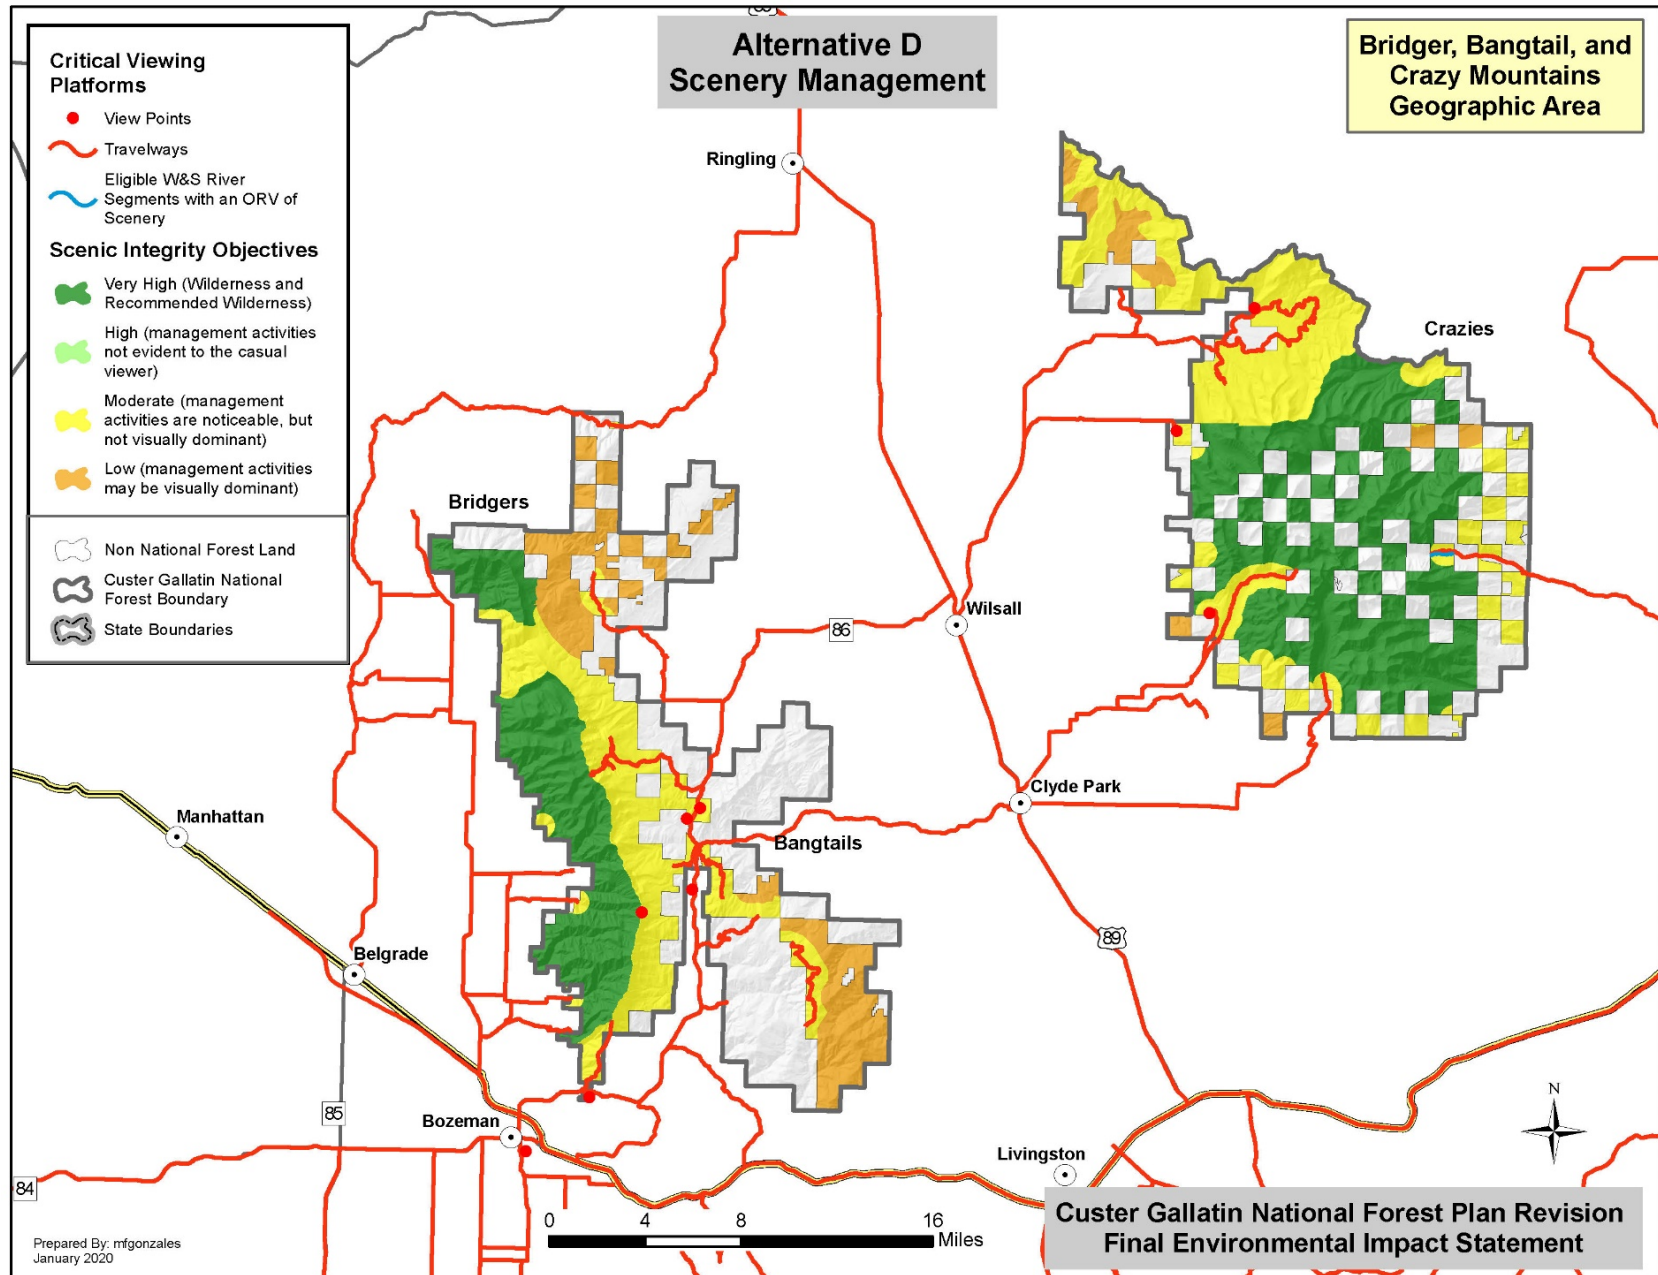 Alternative D
Scenery Management
Bridger, Bangtail, and
Crazy Mountains
Geographic Area
Critical Viewing
Platforms
View Points
Travelways
Eligible W&S River
Segments with an ORV of
Scenery
Scenic Integrity Objectives
Very High (Wilderness and
Recommended Wilderness)
High (management activities
not evident to the casual
viewer)
Moderate (management
activities are noticeable, but
not visually dominant)
Low (management activities
may be visually dominant)
Non National Forest Land
Custer Gallatin National
Forest Boundary
State Boundaries
Ringling
Crazies
Bridgers
Wilsall
86
Clyde Park
Manhattan
Bangtails
89
Belgrade
85
Bozeman
Livingston
84
N
0 4 8 16
Miles
Custer Gallatin National Forest Plan Revision
Final Environmental Impact Statement
Prepared By: mfgonzales
January 2020